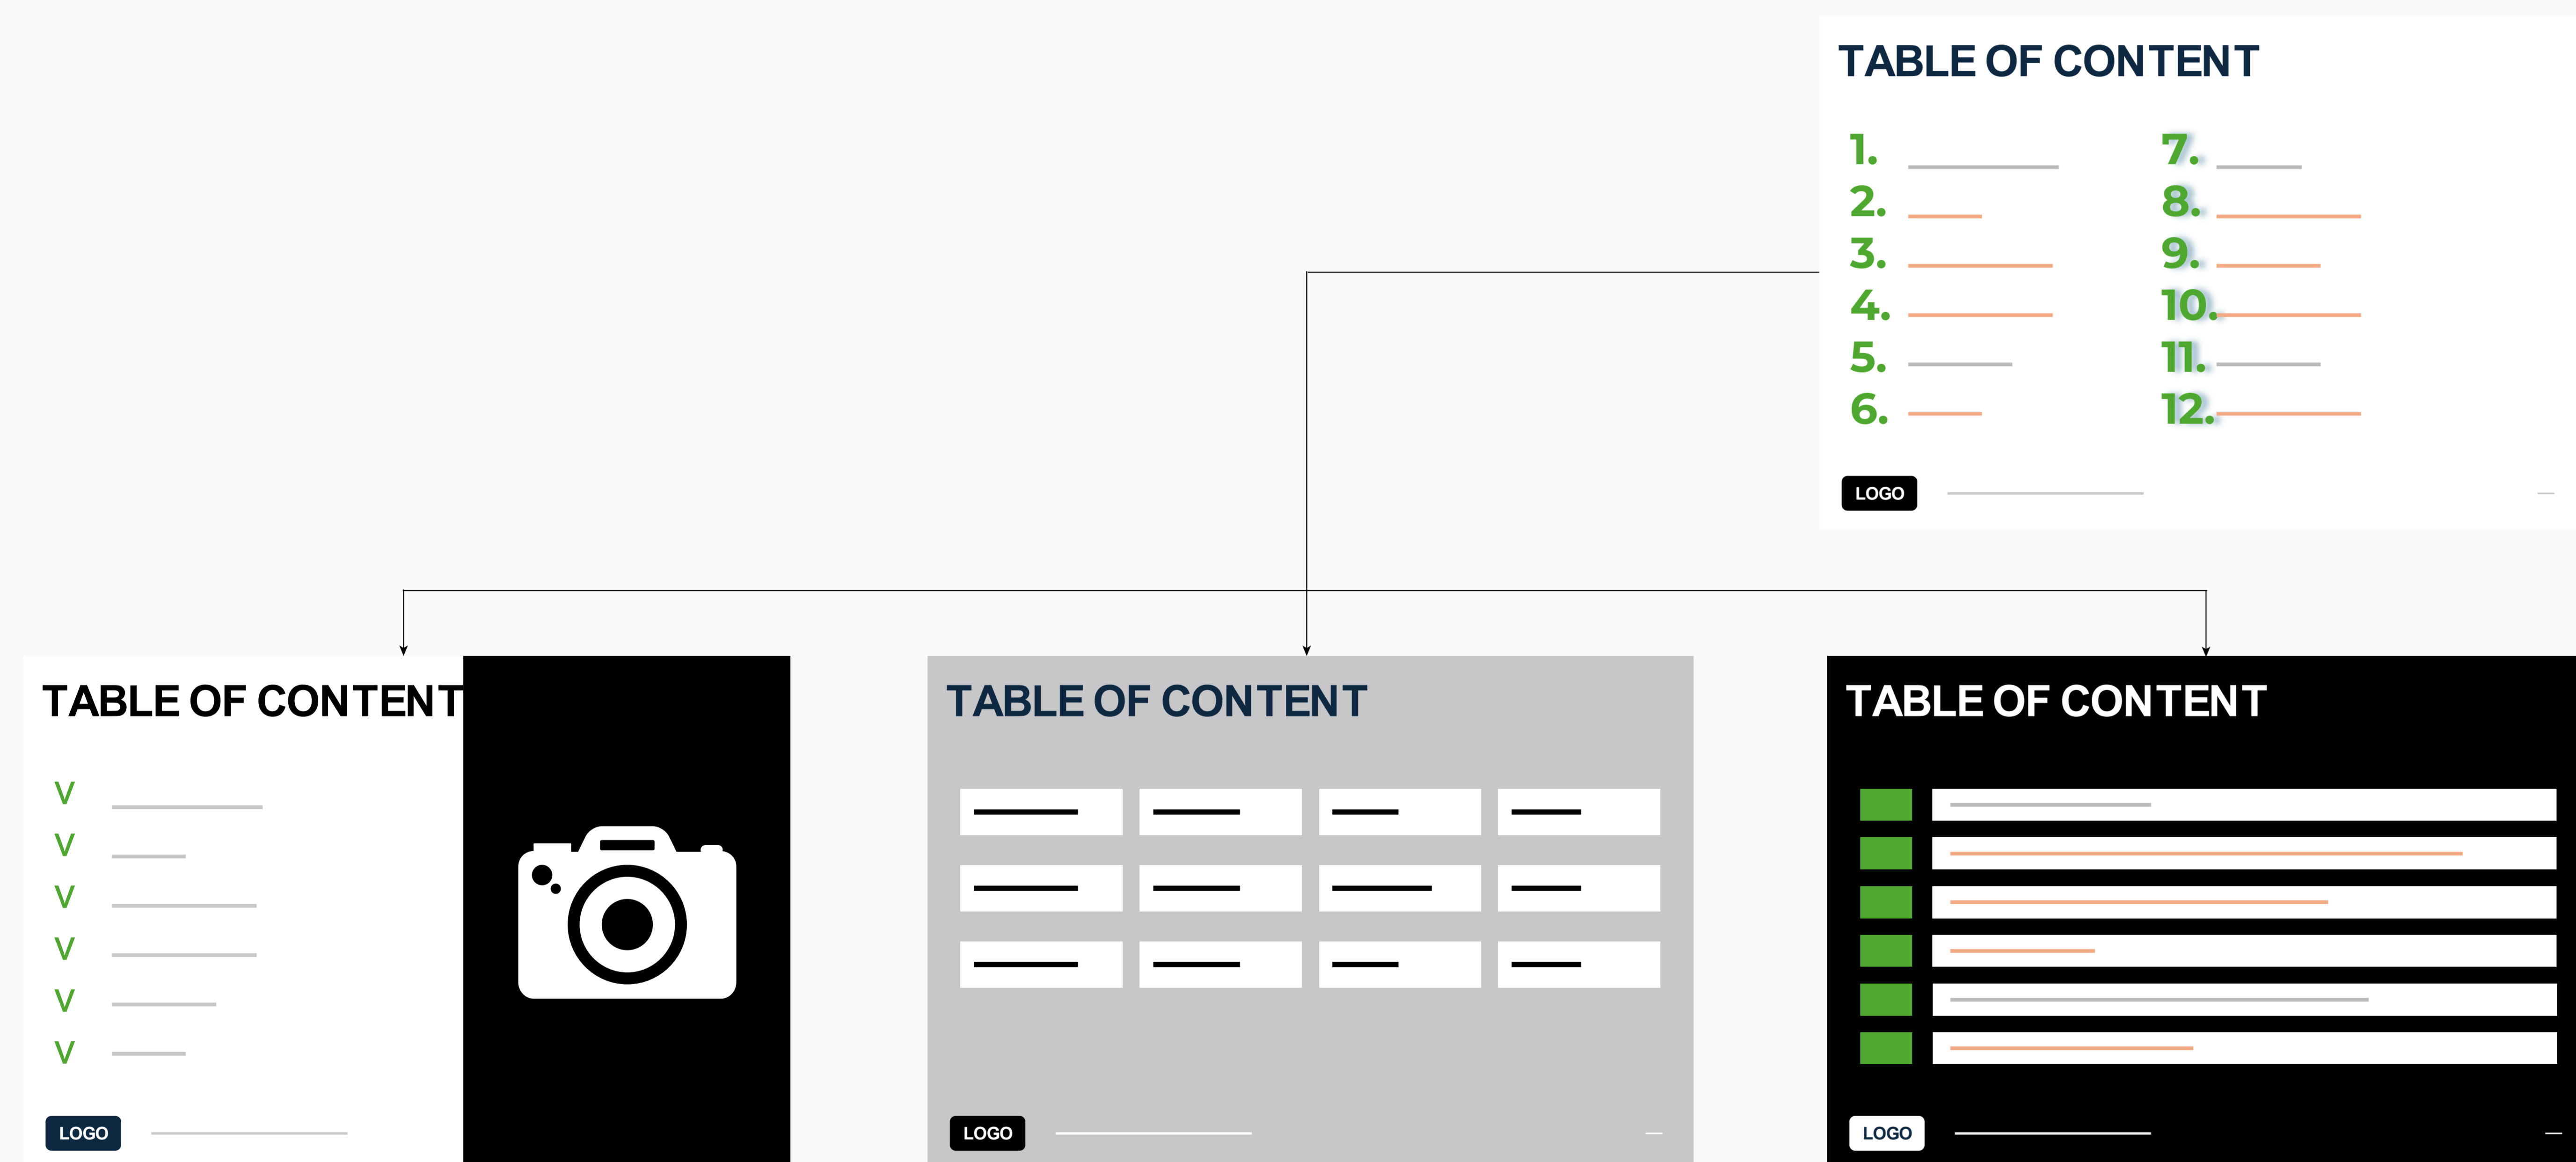 TABLE OF CONTENT
1.
2.
3.
4.
5.
6.
7.
8.
9.
10.
11.
12.
LOGO
TABLE OF CONTENT
V
V
V
V
V
V
LOGO
TABLE OF CONTENT
LOGO
TABLE OF CONTENT
LOGO